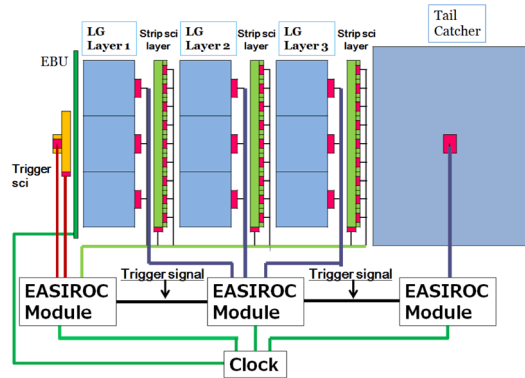 LG
Layer 1
Strip sci
layer
LG
Layer 2
Strip sci
layer
LG
Layer 3
Strip sci
layer
Tail
Catcher
EBU
Trigger
sci
Trigger signal
Trigger signal
EASIROC
Module
EASIROC
Module
EASIROC
Module
Clock